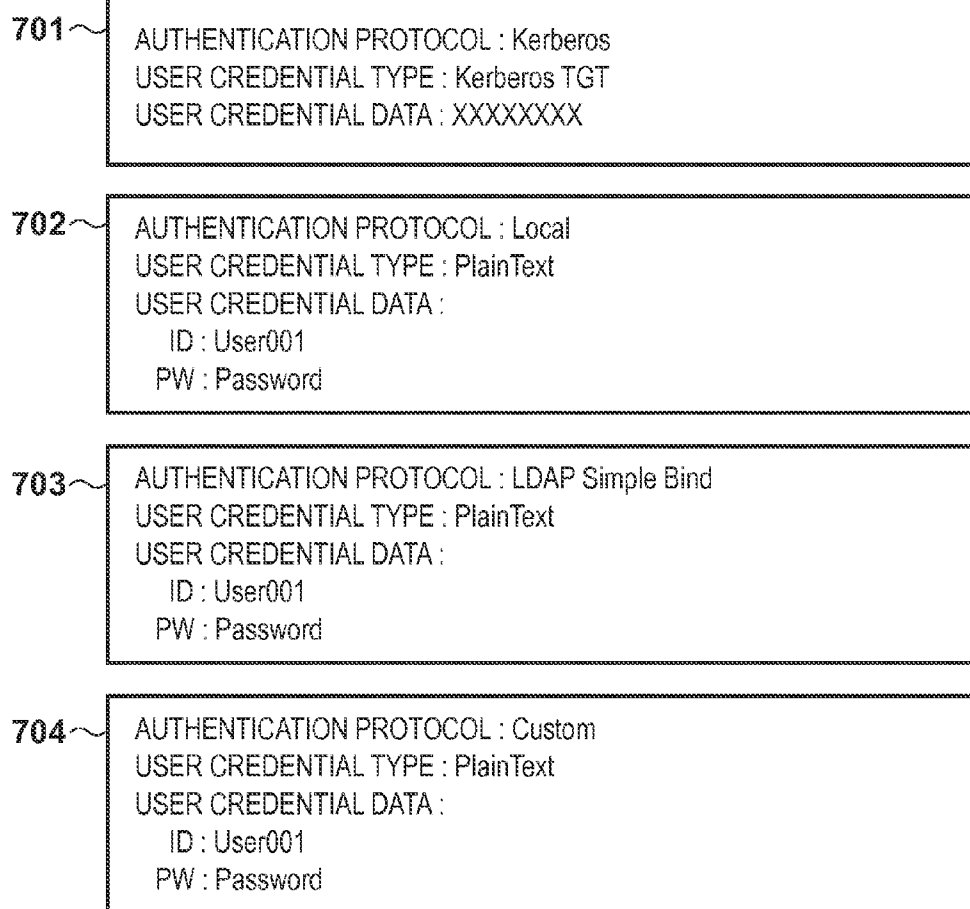 701
AUTHENTICATION PROTOCOL : Kerberos
USER CREDENTIAL TYPE : Kerberos TGT
USER CREDENTIAL DATA : XXXXXXXX
702
AUTHENTICATION PROTOCOL : Local
USER CREDENTIAL TYPE : PlainText
USER CREDENTIAL DATA :
ID : User001
PW : Password
703
AUTHENTICATION PROTOCOL : LDAP Simple Bind
USER CREDENTIAL TYPE : PlainText
USER CREDENTIAL DATA :
ID : User001
PW : Password
704
AUTHENTICATION PROTOCOL : Custom
USER CREDENTIAL TYPE : PlainText
USER CREDENTIAL DATA :
ID : User001
PW : Password